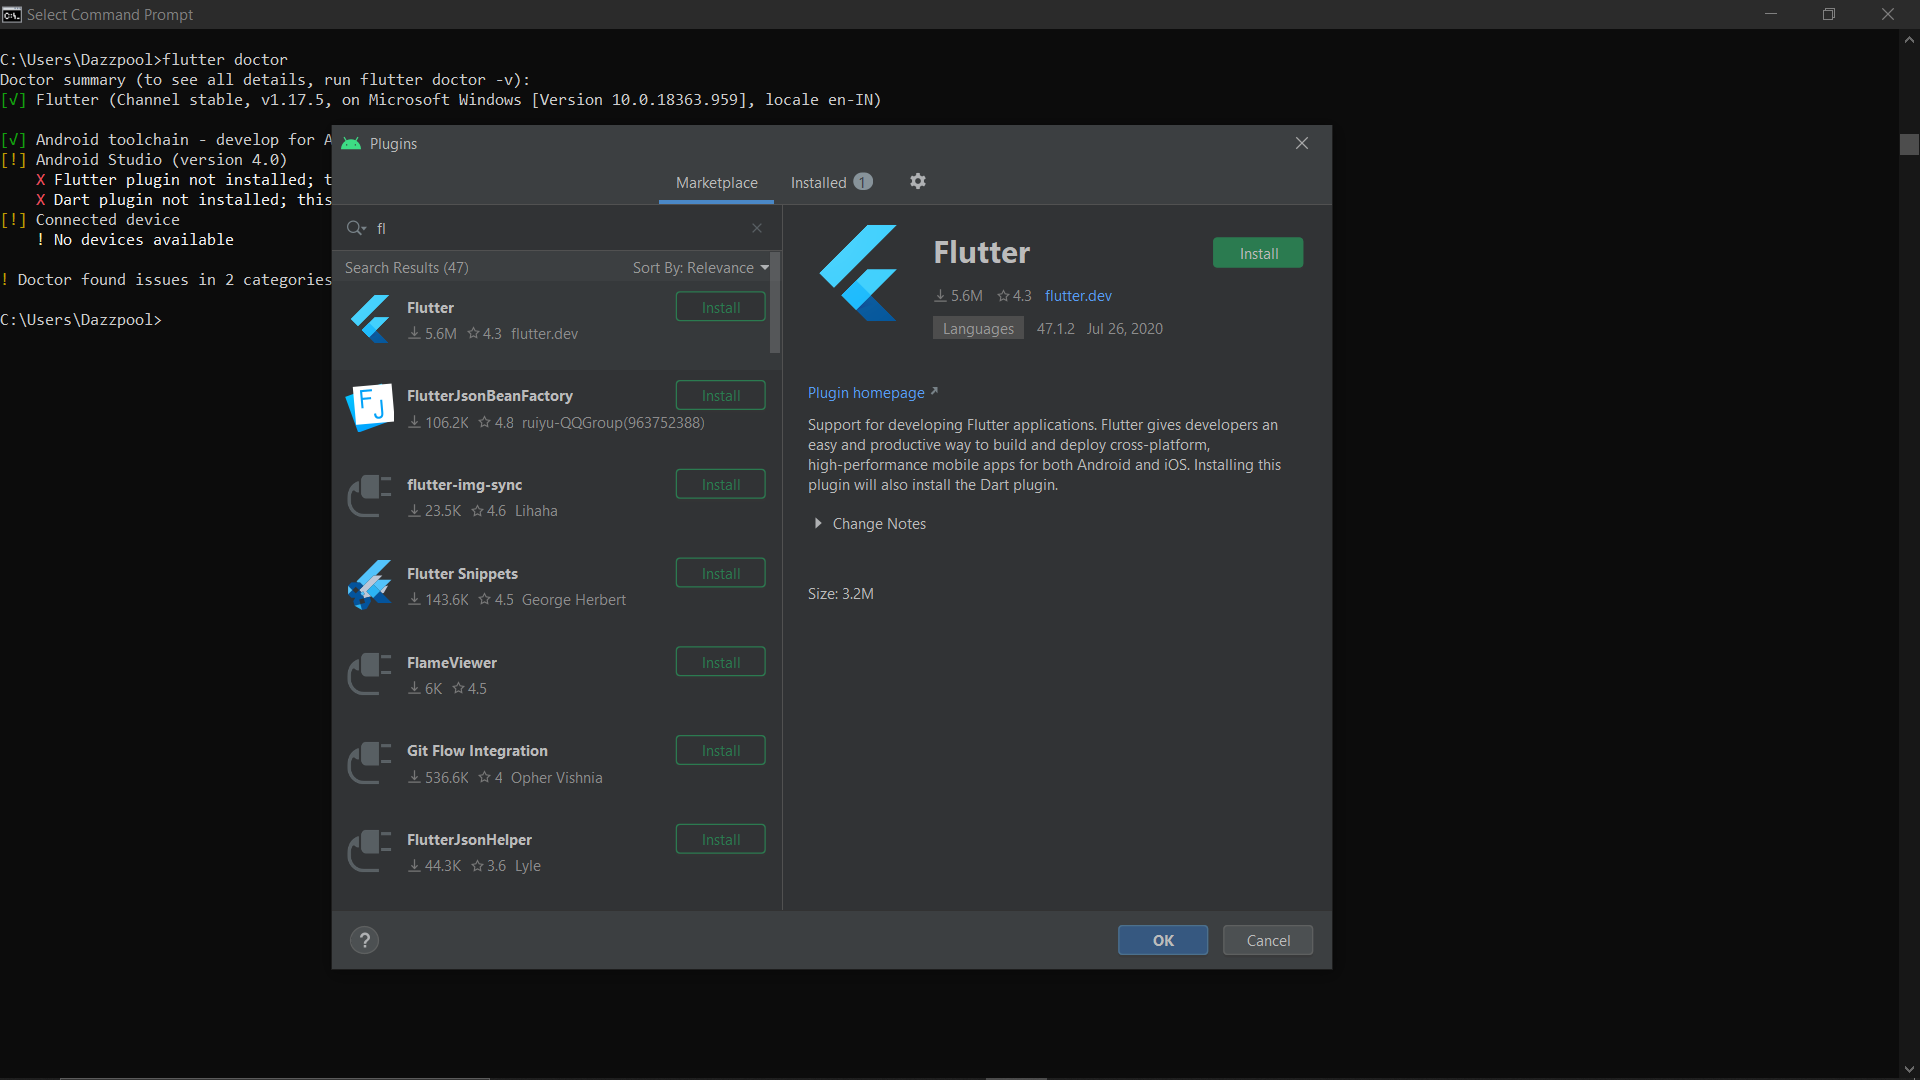 Select Command Prompt
C:\Users\Dazzpool>flutter doctor
Doctor summary (to see all details, run flutter doctor -v):
[√] Flutter (Channel stable, v1.17.5, on Microsoft Windows [Version 10.0.18363.959], locale en-IN)
[√] Android toolchain - develop for A
[!] Android Studio (version 4.0)
X Flutter plugin not installed; t
X Dart plugin not installed; this
[!] Connected device
! No devices available
! Doctor found issues in 2 categories
C:\Users\Dazzpool>
Plugins
Marketplace
Installed 1
fl
Search Results (47)
Sort By: Relevance
Flutter
Install
5.6M 4.3 flutter.dev
FlutterJsonBeanFactory
Install
106.2K 4.8 ruiyu-QQGroup(963752388)
flutter-img-sync
Install
23.5K 4.6 Lihaha
Flutter Snippets
Install
143.6K 4.5 George Herbert
FlameViewer
Install
6K 4.5
Git Flow Integration
Install
536.6K 4 Opher Vishnia
FlutterJsonHelper
Install
44.3K 3.6 Lyle
Flutter
Install
5.6M 4.3 flutter.dev
Languages 47.1.2 Jul 26, 2020
Plugin homepage
Support for developing Flutter applications. Flutter gives developers an
easy and productive way to build and deploy cross-platform,
high-performance mobile apps for both Android and iOS. Installing this
plugin will also install the Dart plugin.
Change Notes
Size: 3.2M
?
OK
Cancel